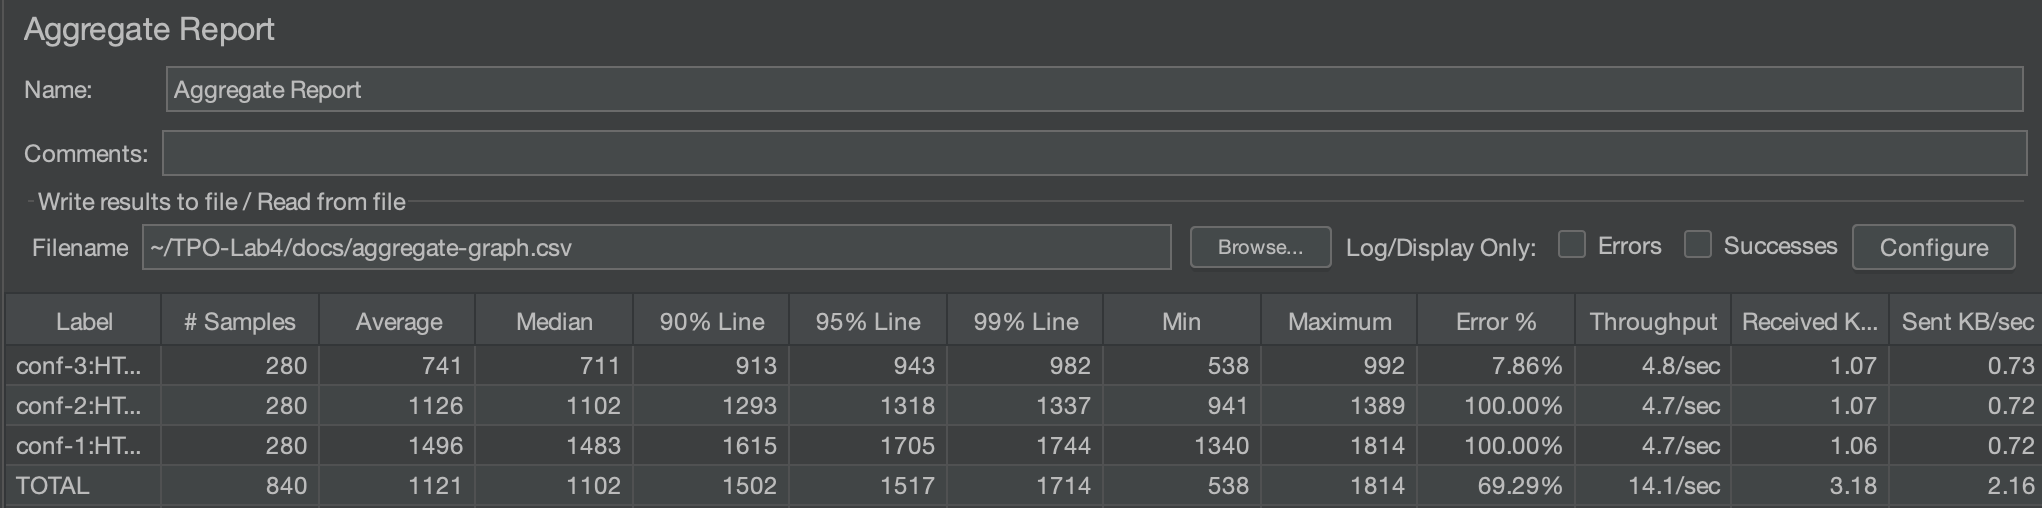 Aggregate Report
Name: Aggregate Report
Comments:
Write results to file / Read from file
Filename ~/TPO-Lab4/docs/aggregate-graph.csv Browse... Log/Display Only: Errors Successes Configure
Label # Samples Average Median 90% Line 95% Line 99% Line Min Maximum Error % Throughput Received K... Sent KB/sec
conf-3:HT... 280 741 711 913 943 982 538 992 7.86% 4.8/sec 1.07 0.73
conf-2:HT... 280 1126 1102 1293 1318 1337 941 1389 100.00% 4.7/sec 1.07 0.72
conf-1:HT... 280 1496 1483 1615 1705 1744 1340 1814 100.00% 4.7/sec 1.06 0.72
TOTAL 840 1121 1102 1502 1517 1714 538 1814 69.29% 14.1/sec 3.18 2.16